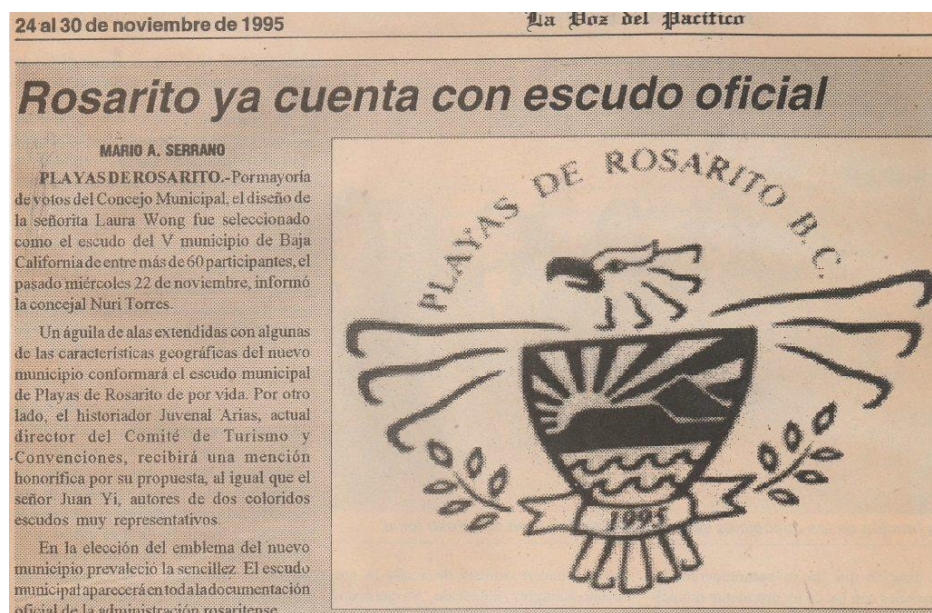 24 al 30 de noviembre de 1995
La Voz del Pacífico
Rosarito ya cuenta con escudo oficial
MARIO A. SERRANO
PLAYAS DE ROSARITO.-Por mayoría
de votos del Concejo Municipal, el diseño de
la señorita Laura Wong fue seleccionado
como el escudo del V municipio de Baja
California de entre más de 60 participantes, el
pasado miércoles 22 de noviembre, informó
la concejal Nuri Torres.
Un águila de alas extendidas con algunas
de las características geográficas del nuevo
municipio conformará el escudo municipal
de Playas de Rosarito de por vida. Por otro
lado, el historiador Juvenal Arias, actual
director del Comité de Turismo y
Convenciones, recibirá una mención
honorífica por su propuesta, al igual que el
señor Juan Yi, autores de dos coloridos
escudos muy representativos.
En la elección del emblema del nuevo
municipio prevaleció la sencillez. El escudo
municipal aparecerá en toda la documentación
oficial de la administración rosaritense
PLAYAS DE ROSARITO B.C.
1995